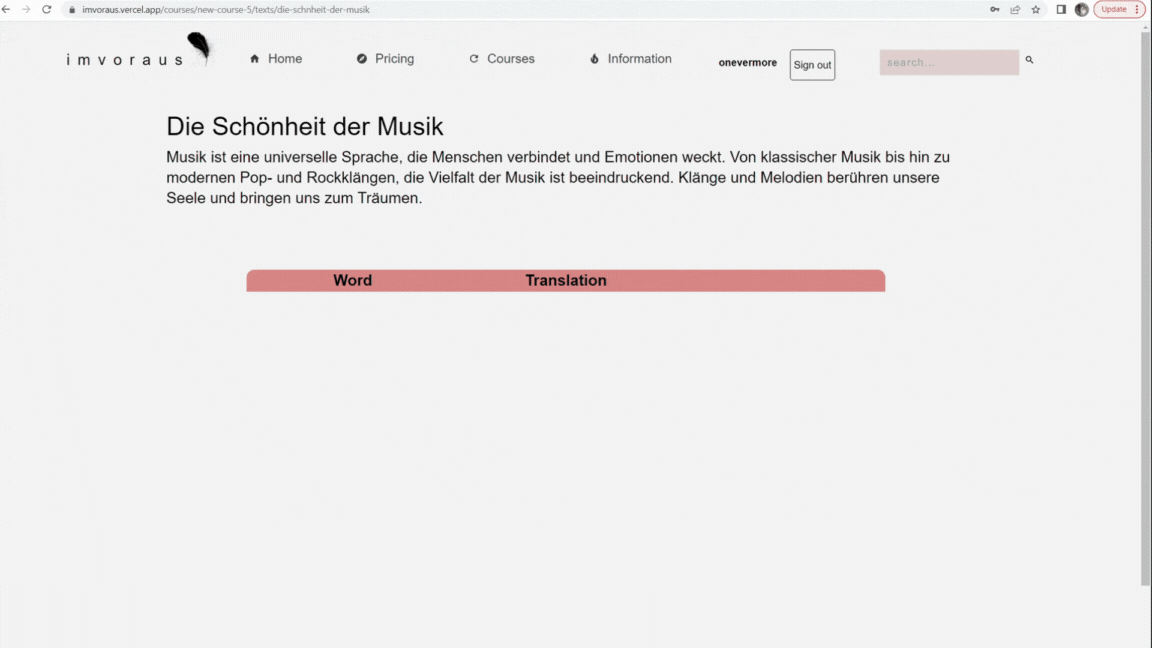 imvoraus.vercel.app/courses/new-course-5/texts/die-schnheit-der-musik
Update
imvoraus
Home
Pricing
Courses
Information
onevermore
Sign out
search...
Die Schönheit der Musik
Musik ist eine universelle Sprache, die Menschen verbindet und Emotionen weckt. Von klassischer Musik bis hin zu
modernen Pop- und Rockklängen, die Vielfalt der Musik ist beeindruckend. Klänge und Melodien berühren unsere
Seele und bringen uns zum Träumen.
Word Translation